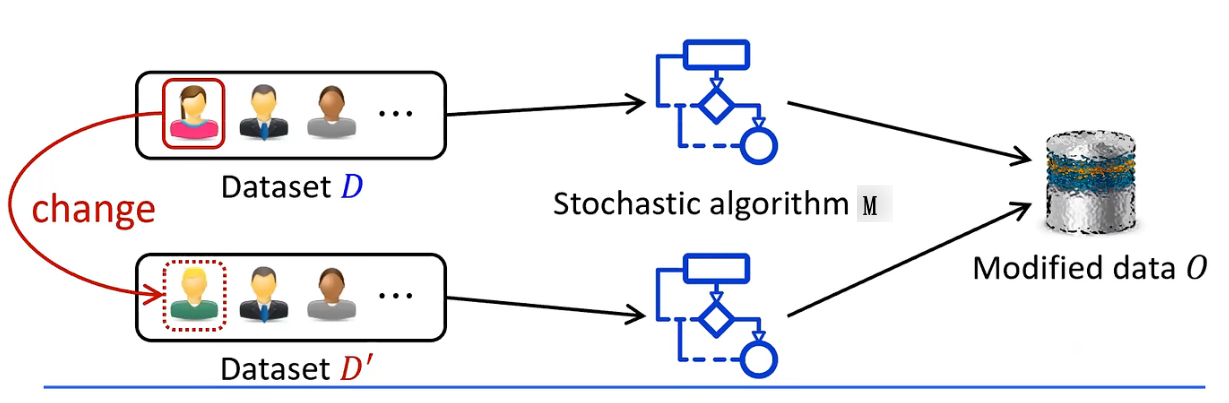 Dataset D
change
Stochastic algorithm M
Modified data O
Dataset D'